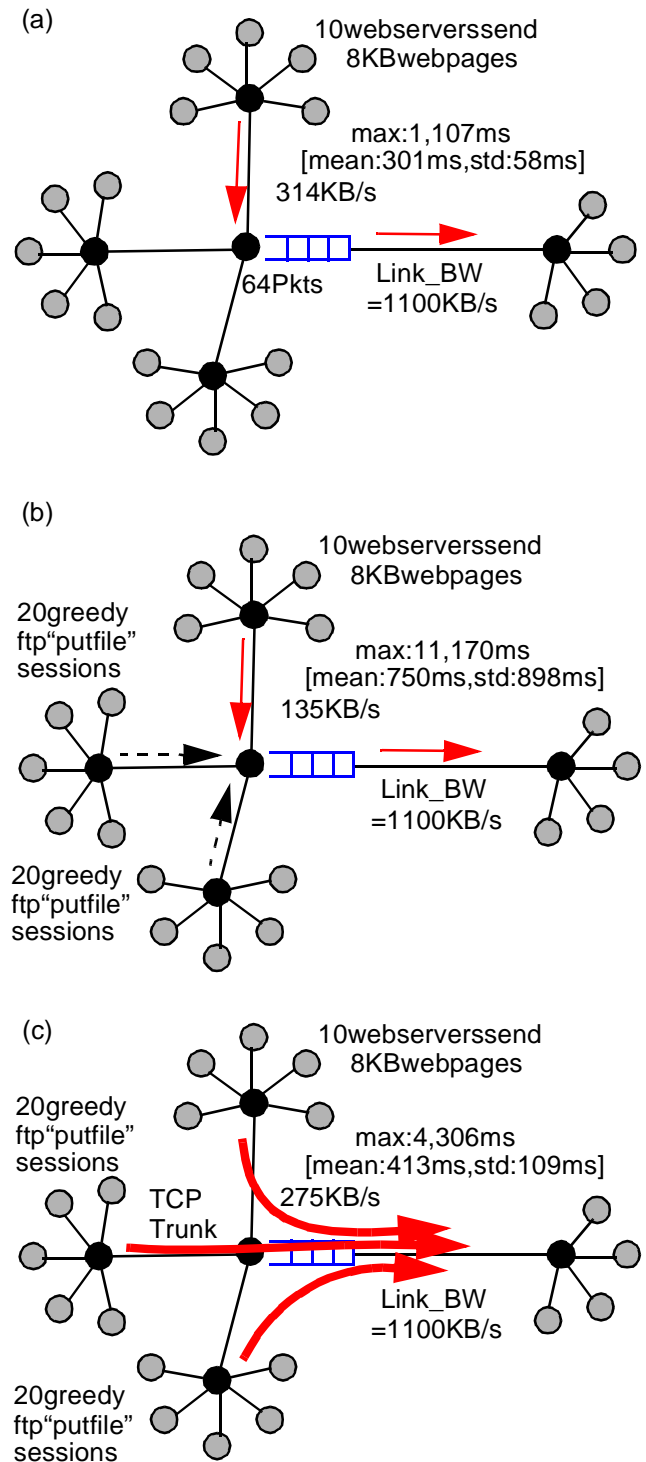 (a)
10webserverssend
8KBwebpages
max:1,107ms
[mean:301ms,std:58ms]
314KB/s
64Pkts
Link_BW
=1100KB/s
(b)
10webserverssend
8KBwebpages
20greedy
ftp“putfile”
sessions
max:11,170ms
[mean:750ms,std:898ms]
135KB/s
Link_BW
=1100KB/s
20greedy
ftp“putfile”
sessions
(c)
10webserverssend
8KBwebpages
20greedy
ftp“putfile”
sessions
max:4,306ms
[mean:413ms,std:109ms]
275KB/s
TCP
Trunk
Link_BW
=1100KB/s
20greedy
ftp“putfile”
sessions